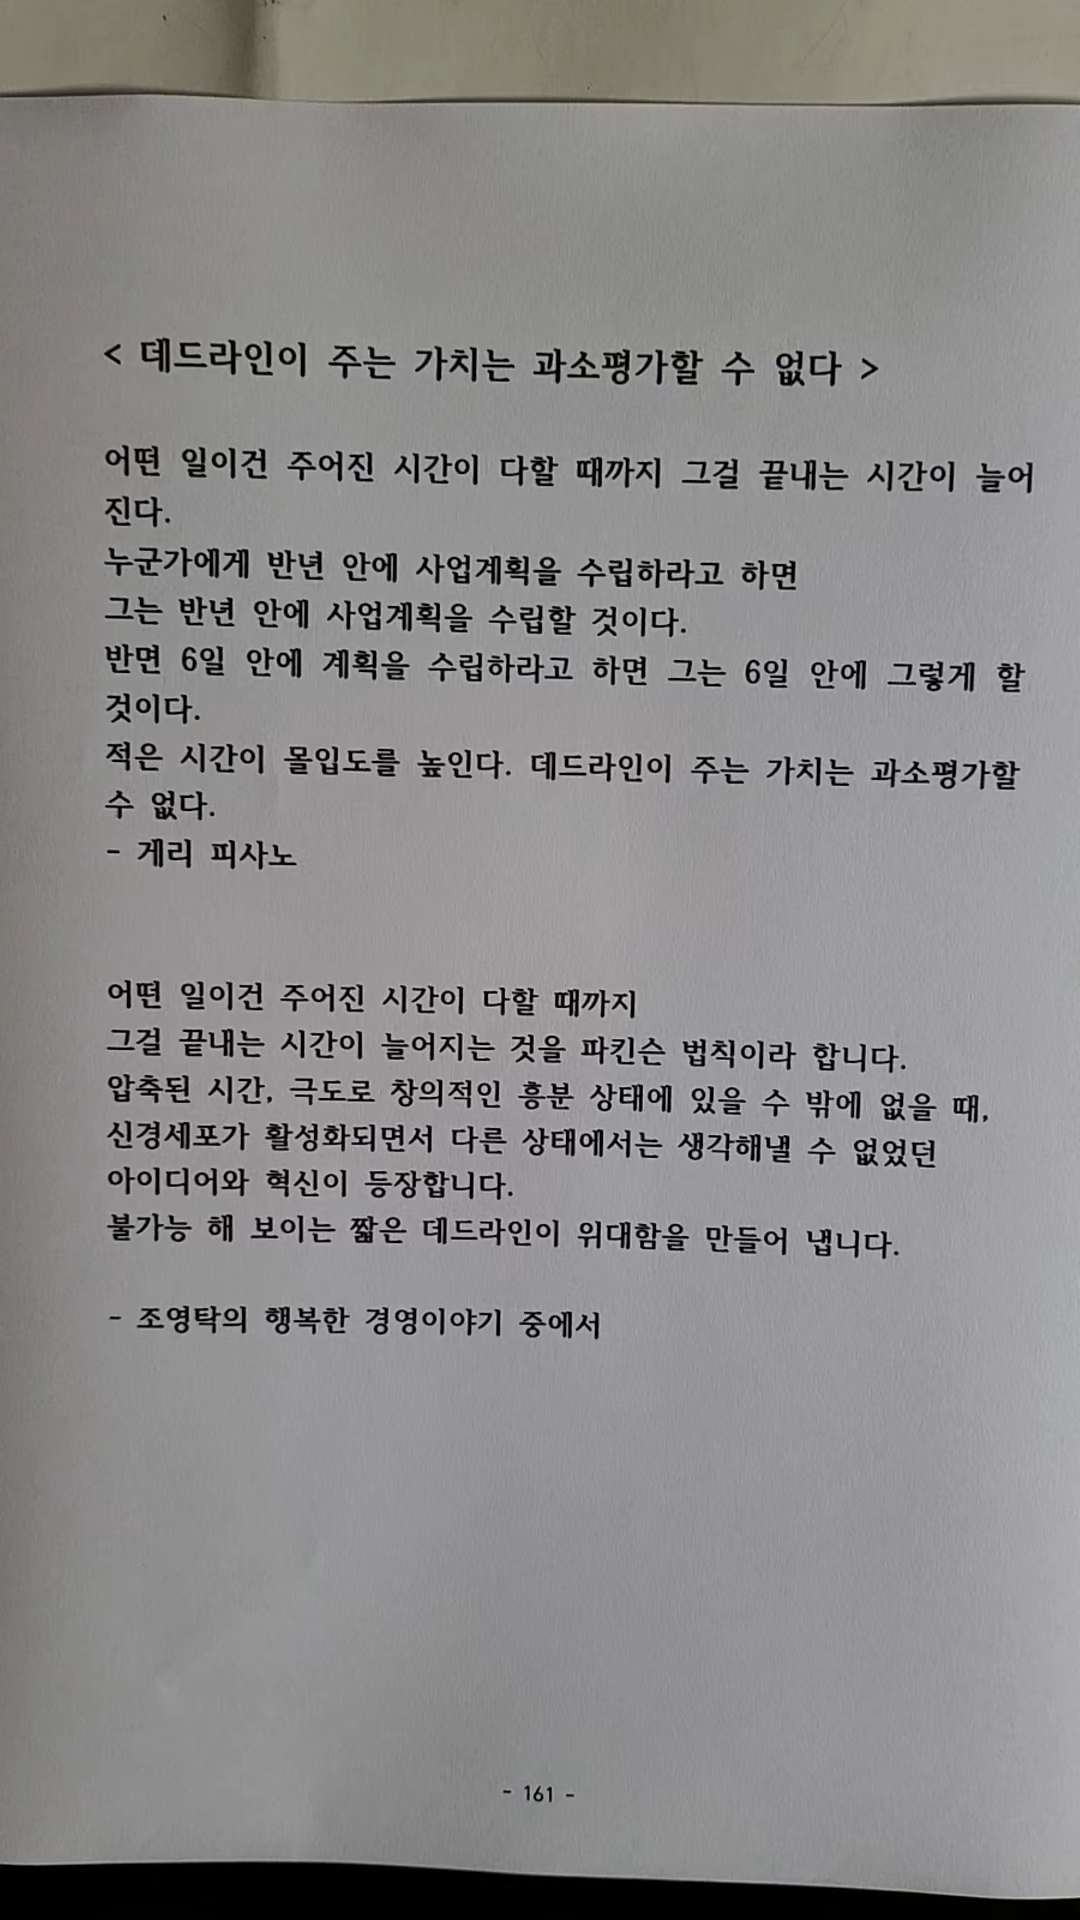 < 데드라인이 주는 가치는 과소평가할 수 없다 >
어떤 일이건 주어진 시간이 다할 때까지 그걸 끝내는 시간이 늘어
진다.
누군가에게 반년 안에 사업계획을 수립하라고 하면
그는 반년 안에 사업계획을 수립할 것이다.
반면 6일 안에 계획을 수립하라고 하면 그는 6일 안에 그렇게 할
것이다.
적은 시간이 몰입도를 높인다. 데드라인이 주는 가치는 과소평가할
수 없다.
- 게리 피사노
어떤 일이건 주어진 시간이 다할 때까지
그걸 끝내는 시간이 늘어지는 것을 파킨슨 법칙이라 합니다.
압축된 시간, 극도로 창의적인 흥분 상태에 있을 수 밖에 없을 때,
신경세포가 활성화되면서 다른 상태에서는 생각해낼 수 없었던
아이디어와 혁신이 등장합니다.
불가능 해 보이는 짧은 데드라인이 위대함을 만들어 냅니다.
- 조영탁의 행복한 경영이야기 중에서
- 161 -